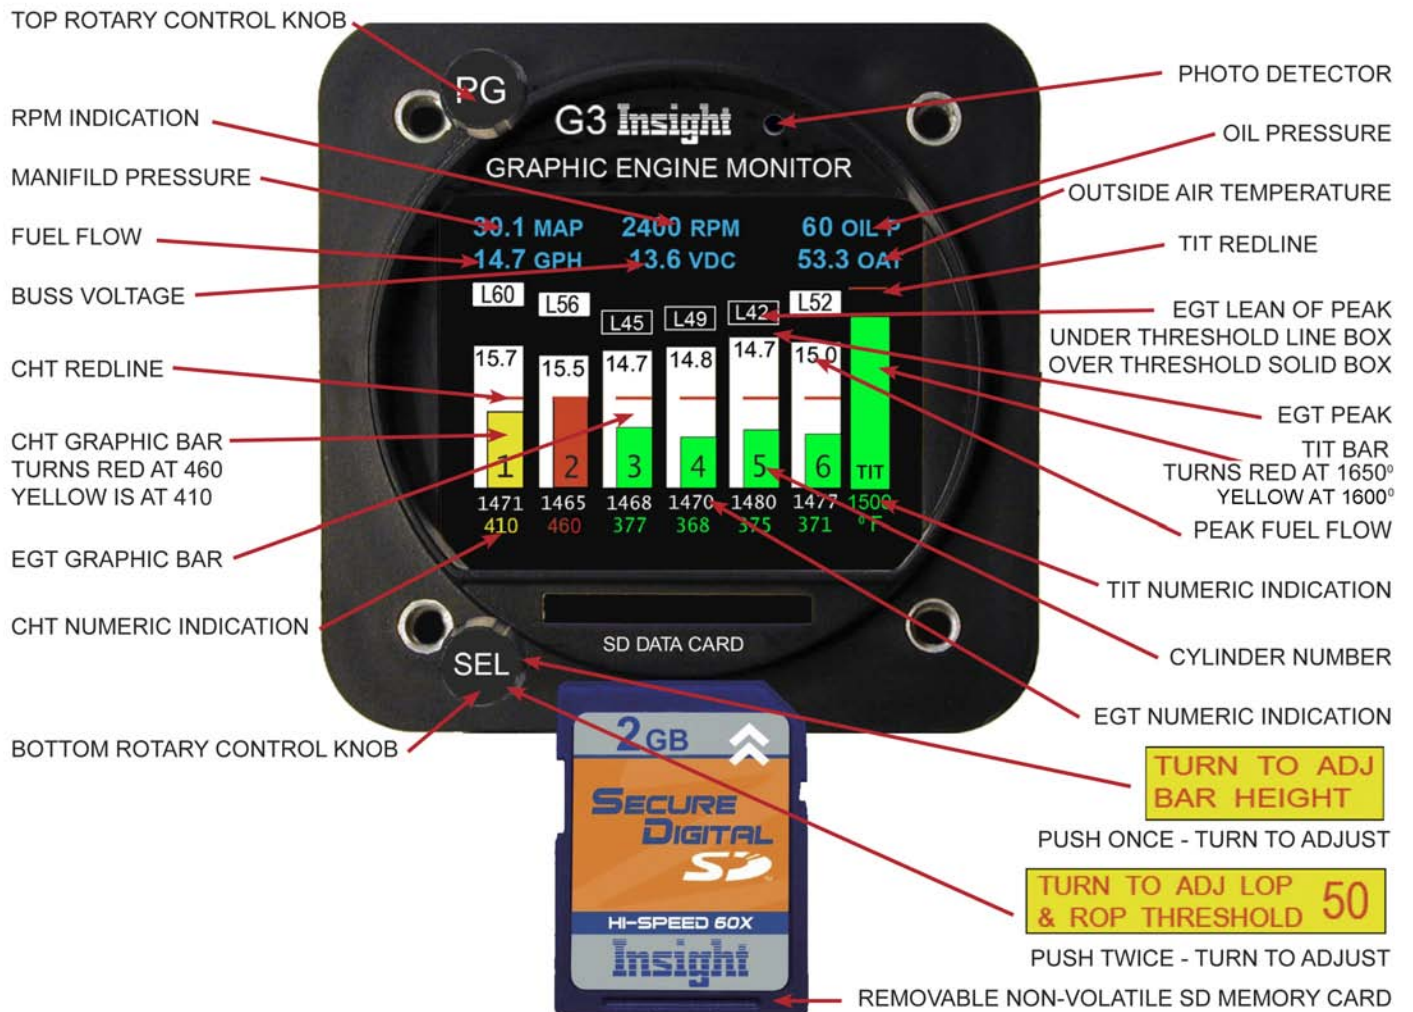 TOP ROTARY CONTROL KNOB
RPM INDICATION
MANIFILD PRESSURE
FUEL FLOW
BUSS VOLTAGE
CHT REDLINE
CHT GRAPHIC BAR
TURNS RED AT 460
YELLOW IS AT 410
EGT GRAPHIC BAR
CHT NUMERIC INDICATION
BOTTOM ROTARY CONTROL KNOB
PG
G3 Insight
GRAPHIC ENGINE MONITOR
39.1 MAP 2400 RPM 60 OIL P
14.7 GPH 13.6 VDC 53.3 OAT
L60 L56 L45 L49 L42 L52
15.7 15.5 14.7 14.8 14.7 15.0
1 2 3 4 5 6 TIT
1471 1465 1468 1470 1480 1477 1500
410 460 377 368 375 371 °F
SD DATA CARD
SEL
2 GB
SECURE
DIGITAL
SD
HI-SPEED 60X
Insight
PHOTO DETECTOR
OIL PRESSURE
OUTSIDE AIR TEMPERATURE
TIT REDLINE
EGT LEAN OF PEAK
UNDER THRESHOLD LINE BOX
OVER THRESHOLD SOLID BOX
EGT PEAK
TIT BAR
TURNS RED AT 1650°
YELLOW AT 1600°
PEAK FUEL FLOW
TIT NUMERIC INDICATION
CYLINDER NUMBER
EGT NUMERIC INDICATION
TURN TO ADJ
BAR HEIGHT
PUSH ONCE - TURN TO ADJUST
TURN TO ADJ LOP
& ROP THRESHOLD 50
PUSH TWICE - TURN TO ADJUST
REMOVABLE NON-VOLATILE SD MEMORY CARD